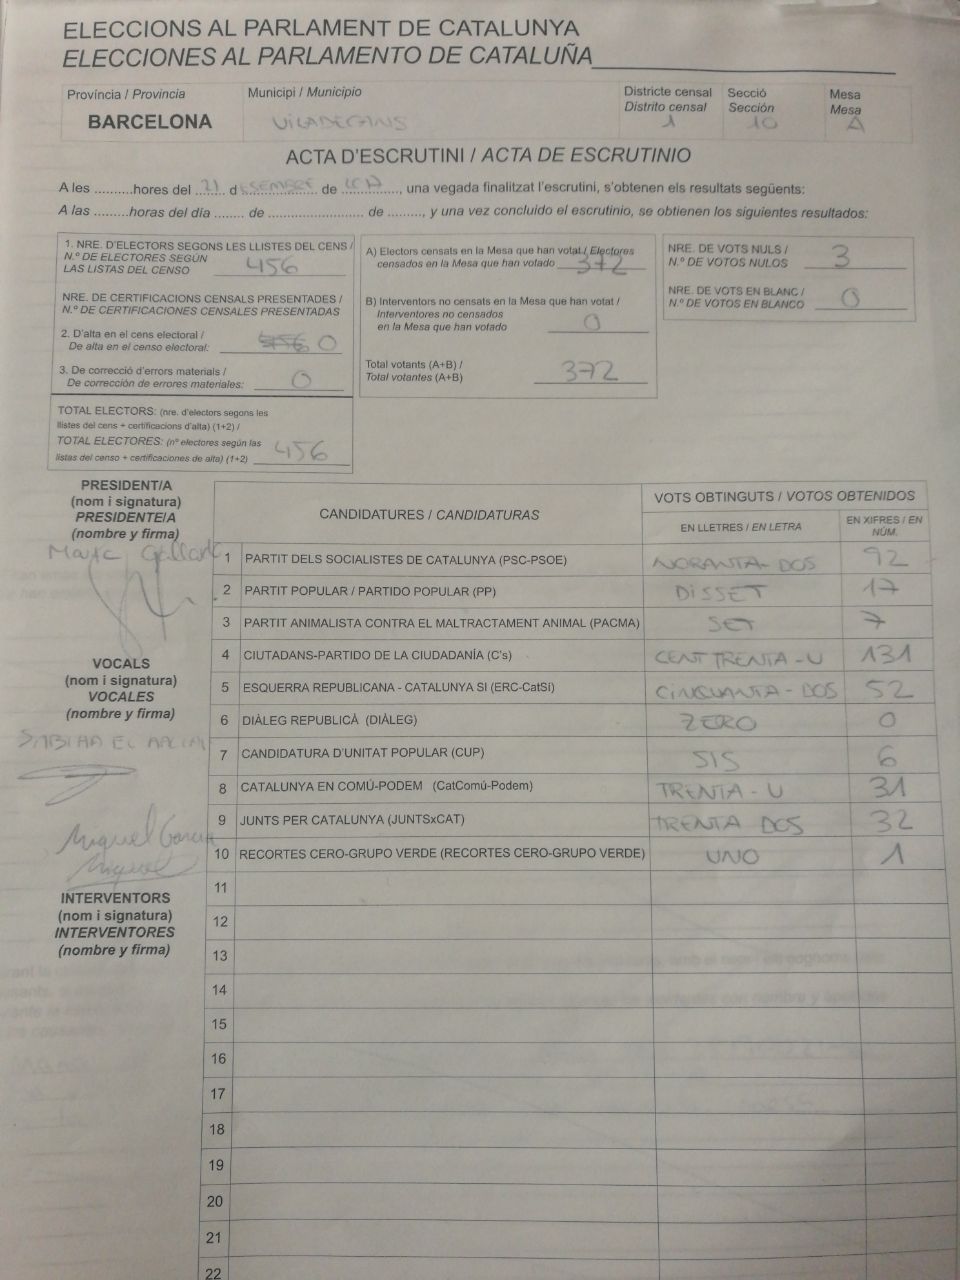 ELECCIONS AL PARLAMENT DE CATALUNYA
ELECCIONES AL PARLAMENTO DE CATALUÑA
Província / Provincia
BARCELONA
Municipi / Municipio
VILADECANS
Districte censal
Distrito censal
1
Secció
Sección
10
Mesa
Mesa
A
ACTA D'ESCRUTINI / ACTA DE ESCRUTINIO
A les ..........hores del 21 d ESEMBRE de 2017, una vegada finalitzat l'escrutini, s'obtenen els resultats següents:
A las ..........horas del día ........ de .......................... de .........., y una vez concluido el escrutinio, se obtienen los siguientes resultados:
1. NRE. D'ELECTORS SEGONS LES LLISTES DEL CENS /
N.º DE ELECTORES SEGÚN
LAS LISTAS DEL CENSO 456
NRE. DE CERTIFICACIONS CENSALS PRESENTADES /
N.º DE CERTIFICACIONES CENSALES PRESENTADAS
2. D'alta en el cens electoral /
De alta en el censo electoral: 0
3. De correcció d'errors materials /
De corrección de errores materiales: 0
TOTAL ELECTORS: (nre. d'electors segons les
llistes del cens + certificacions d'alta) (1+2) /
TOTAL ELECTORES: (nº electores según las
listas del censo + certificaciones de alta) (1+2) 456
A) Electors censats en la Mesa que han votat / Electores
censados en la Mesa que han votado 372
B) Interventors no censats en la Mesa que han votat /
Interventores no censados
en la Mesa que han votado 0
Total votants (A+B) /
Total votantes (A+B) 372
NRE. DE VOTS NULS /
N.º DE VOTOS NULOS 3
NRE. DE VOTS EN BLANC /
N.º DE VOTOS EN BLANCO 0
PRESIDENT/A
(nom i signatura)
PRESIDENTE/A
(nombre y firma)
VOCALS
(nom i signatura)
VOCALES
(nombre y firma)
Miguel Garcia
Miguel
INTERVENTORS
(nom i signatura)
INTERVENTORES
(nombre y firma)
CANDIDATURES / CANDIDATURAS
VOTS OBTINGUTS / VOTOS OBTENIDOS
EN LLETRES / EN LETRA
EN XIFRES / EN NÚM.
1 PARTIT DELS SOCIALISTES DE CATALUNYA (PSC-PSOE) NORANTA-DOS 92
2 PARTIT POPULAR / PARTIDO POPULAR (PP) DISSET 17
3 PARTIT ANIMALISTA CONTRA EL MALTRACTAMENT ANIMAL (PACMA) SET 7
4 CIUTADANS-PARTIDO DE LA CIUDADANÍA (C's) CENT TRENTA-U 131
5 ESQUERRA REPUBLICANA - CATALUNYA SI (ERC-CatSí) CINQUANTA-DOS 52
6 DIÀLEG REPUBLICÀ (DIÀLEG) ZERO 0
7 CANDIDATURA D'UNITAT POPULAR (CUP) SIS 6
8 CATALUNYA EN COMÚ-PODEM (CatComú-Podem) TRENTA-U 31
9 JUNTS PER CATALUNYA (JUNTSxCAT) TRENTA DOS 32
10 RECORTES CERO-GRUPO VERDE (RECORTES CERO-GRUPO VERDE) UNO 1
11
12
13
14
15
16
17
18
19
20
21
22